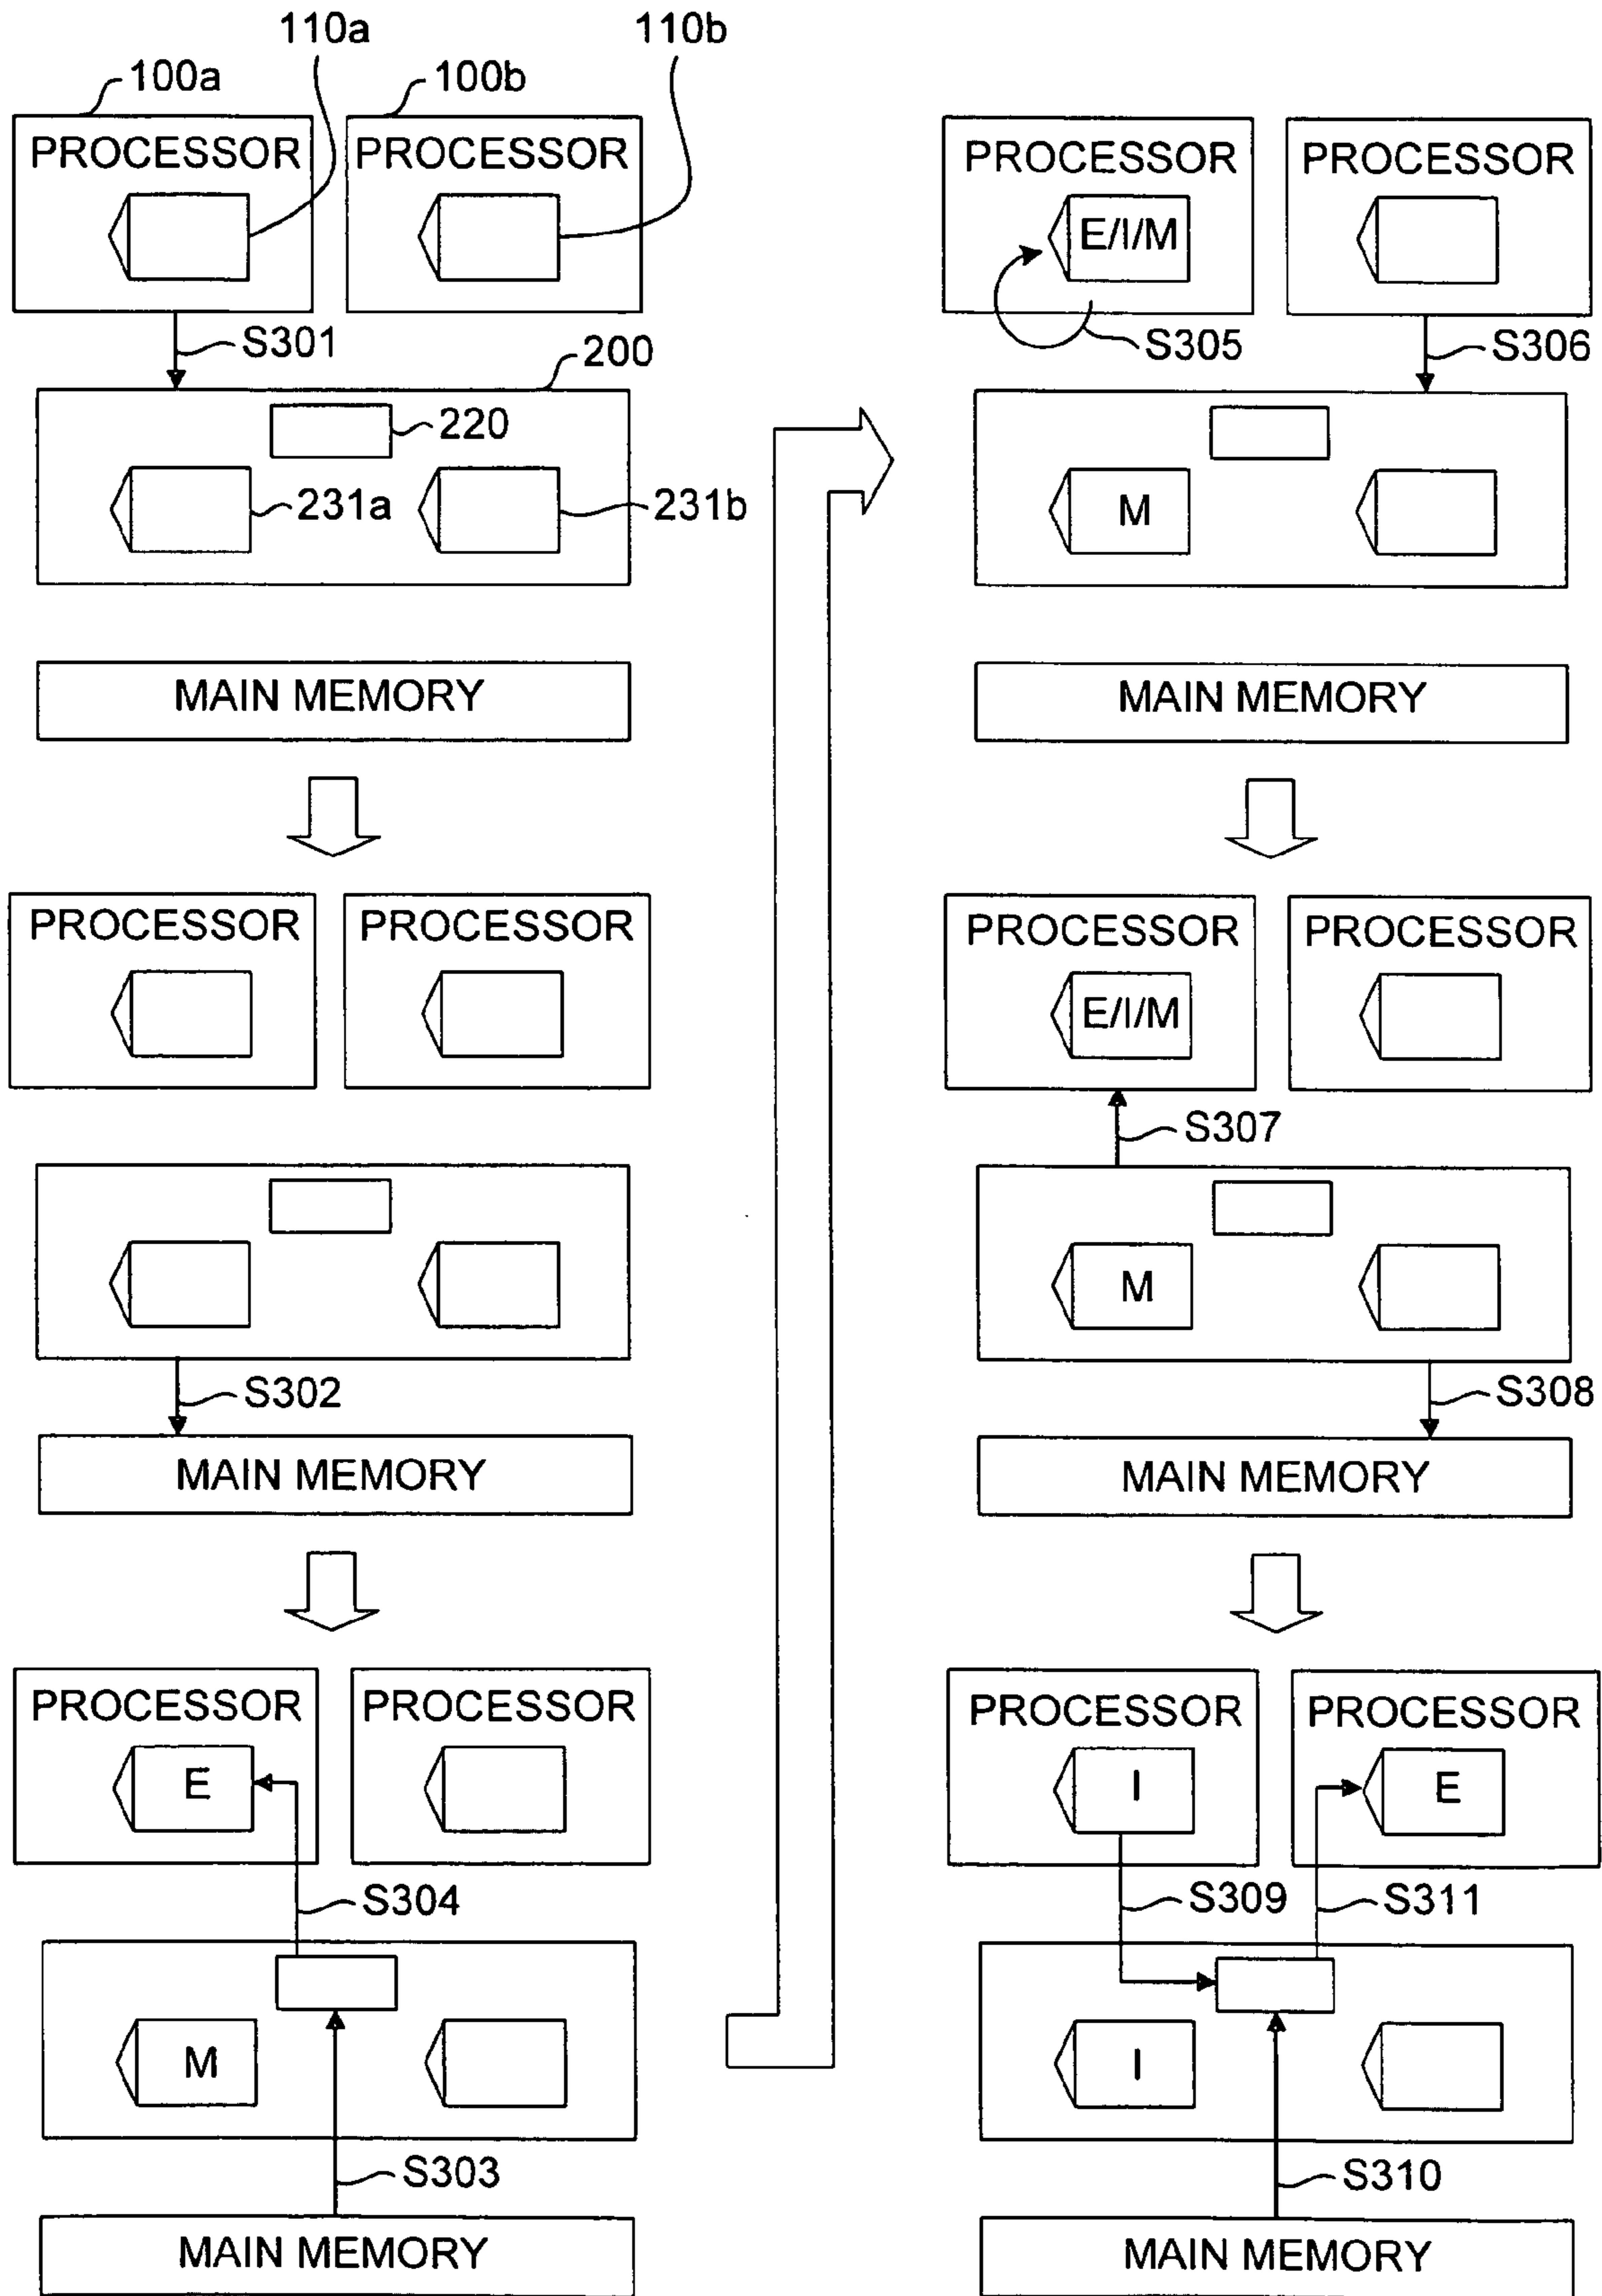 110a
110b
100a
100b
PROCESSOR
PROCESSOR
S301
200
220
231a
231b
MAIN MEMORY
PROCESSOR
PROCESSOR
S302
MAIN MEMORY
PROCESSOR
PROCESSOR
E
S304
M
S303
MAIN MEMORY
PROCESSOR
PROCESSOR
E/I/M
S305
S306
M
MAIN MEMORY
PROCESSOR
PROCESSOR
E/I/M
S307
M
S308
MAIN MEMORY
PROCESSOR
PROCESSOR
I
E
S309
S311
I
S310
MAIN MEMORY